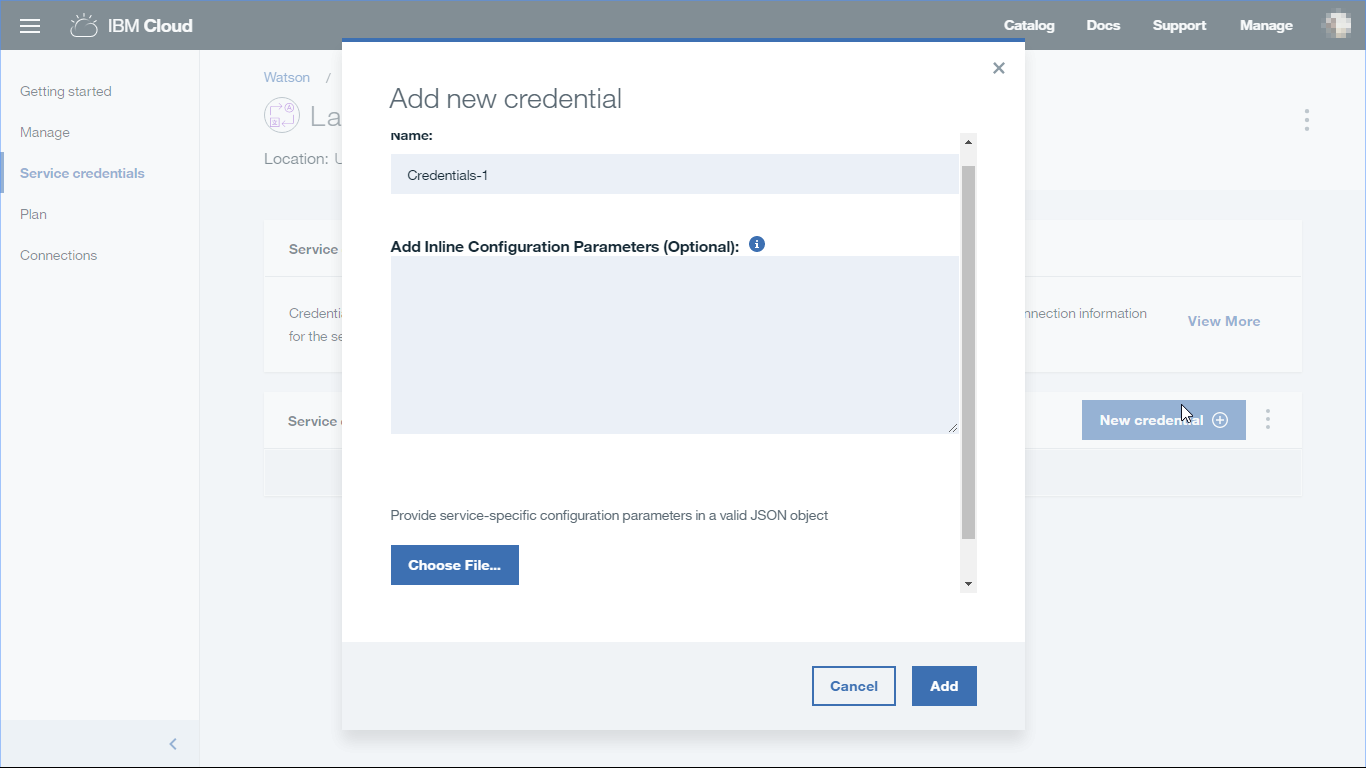 IBM Cloud
Catalog
Docs
Support
Manage
Getting started
Manage
Service credentials
Plan
Connections
Watson /
La
Location: U
Service
for the
nnection information
View More
Service
New credential
Add new credential
Name:
Credentials-1
Add Inline Configuration Parameters (Optional):
Provide service-specific configuration parameters in a valid JSON object
Choose File...
Cancel
Add